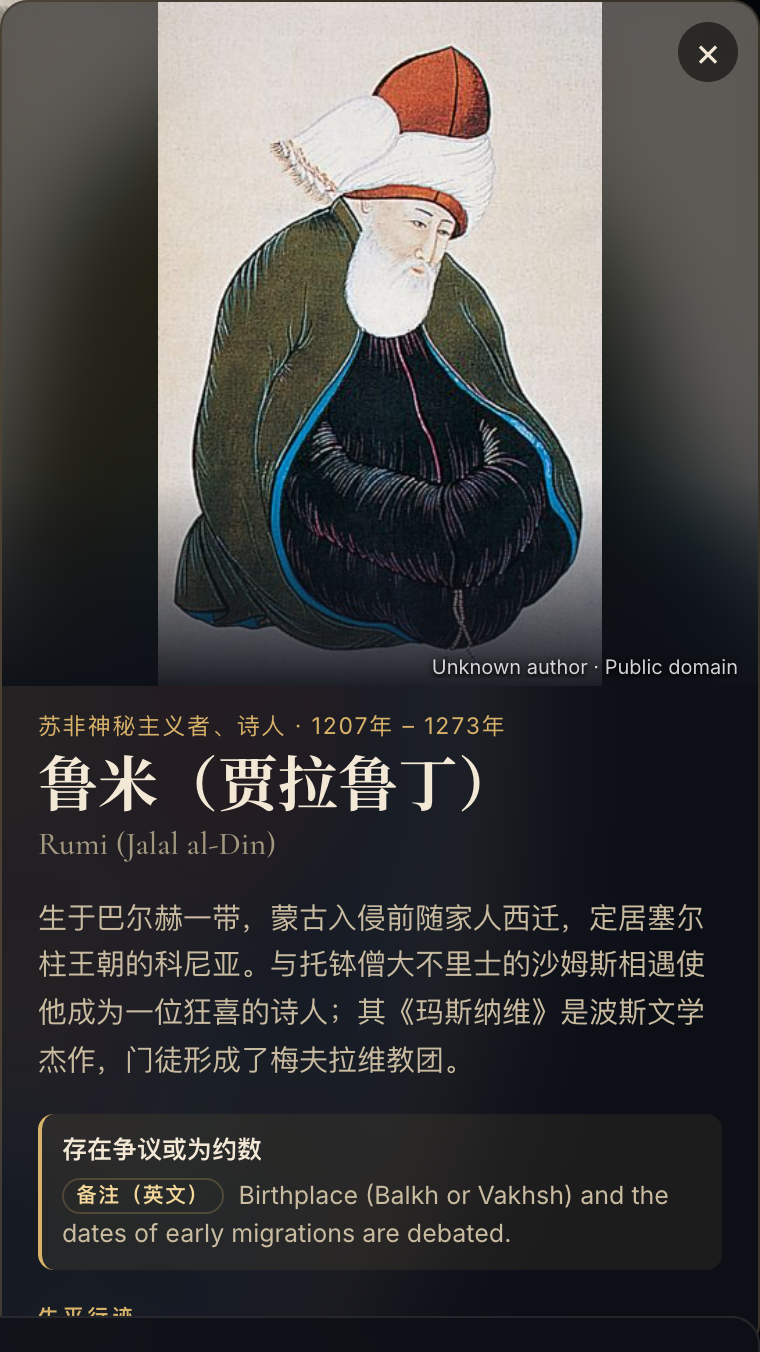 Unknown author · Public domain
苏非神秘主义者、诗人 · 1207年 – 1273年
鲁米（贾拉鲁丁）
Rumi (Jalal al-Din)
生于巴尔赫一带，蒙古入侵前随家人西迁，定居塞尔
柱王朝的科尼亚。与托钵僧大不里士的沙姆斯相遇使
他成为一位狂喜的诗人；其《玛斯纳维》是波斯文学
杰作，门徒形成了梅夫拉维教团。
存在争议或为约数
备注（英文） Birthplace (Balkh or Vakhsh) and the
dates of early migrations are debated.
生平行迹